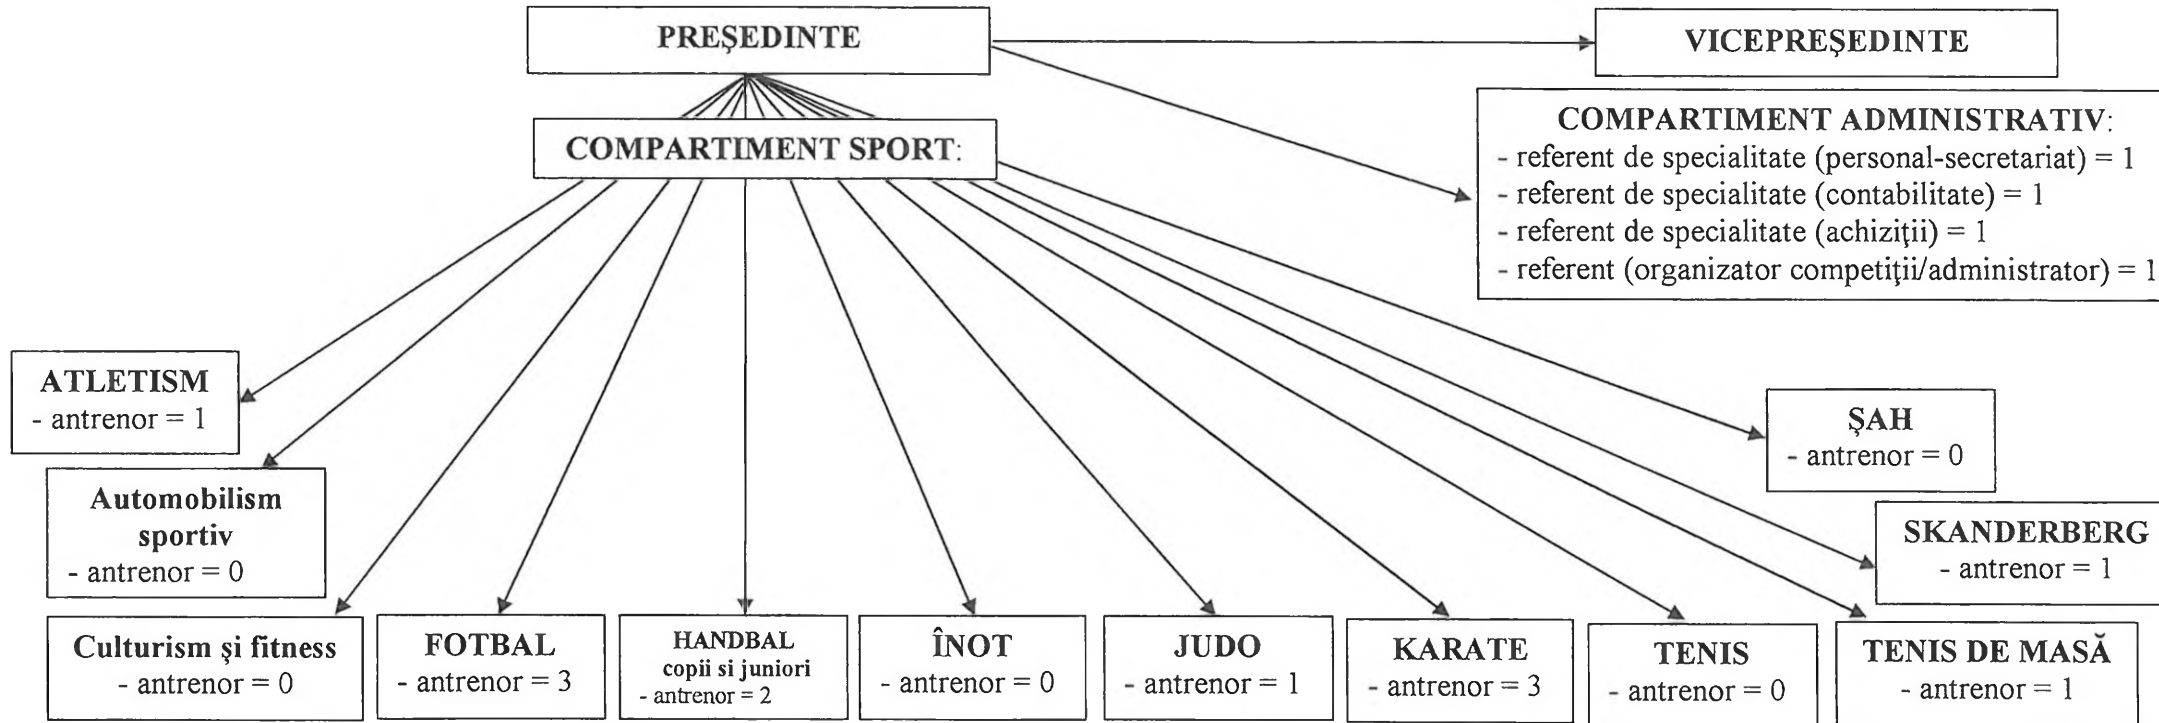 PREŞEDINTE
VICEPREŞEDINTE
COMPARTIMENT ADMINISTRATIV:
- referent de specialitate (personal-secretariat) = 1
- referent de specialitate (contabilitate) = 1
- referent de specialitate (achiziţii) = 1
- referent (organizator competiţii/administrator) = 1
COMPARTIMENT SPORT:
ATLETISM
- antrenor = 1
Automobilism
sportiv
- antrenor = 0
Culturism şi fitness
- antrenor = 0
FOTBAL
- antrenor = 3
HANDBAL
copii si juniori
- antrenor = 2
ÎNOT
- antrenor = 0
JUDO
- antrenor = 1
KARATE
- antrenor = 3
TENIS
- antrenor = 0
TENIS DE MASĂ
- antrenor = 1
SKANDERBERG
- antrenor = 1
ŞAH
- antrenor = 0